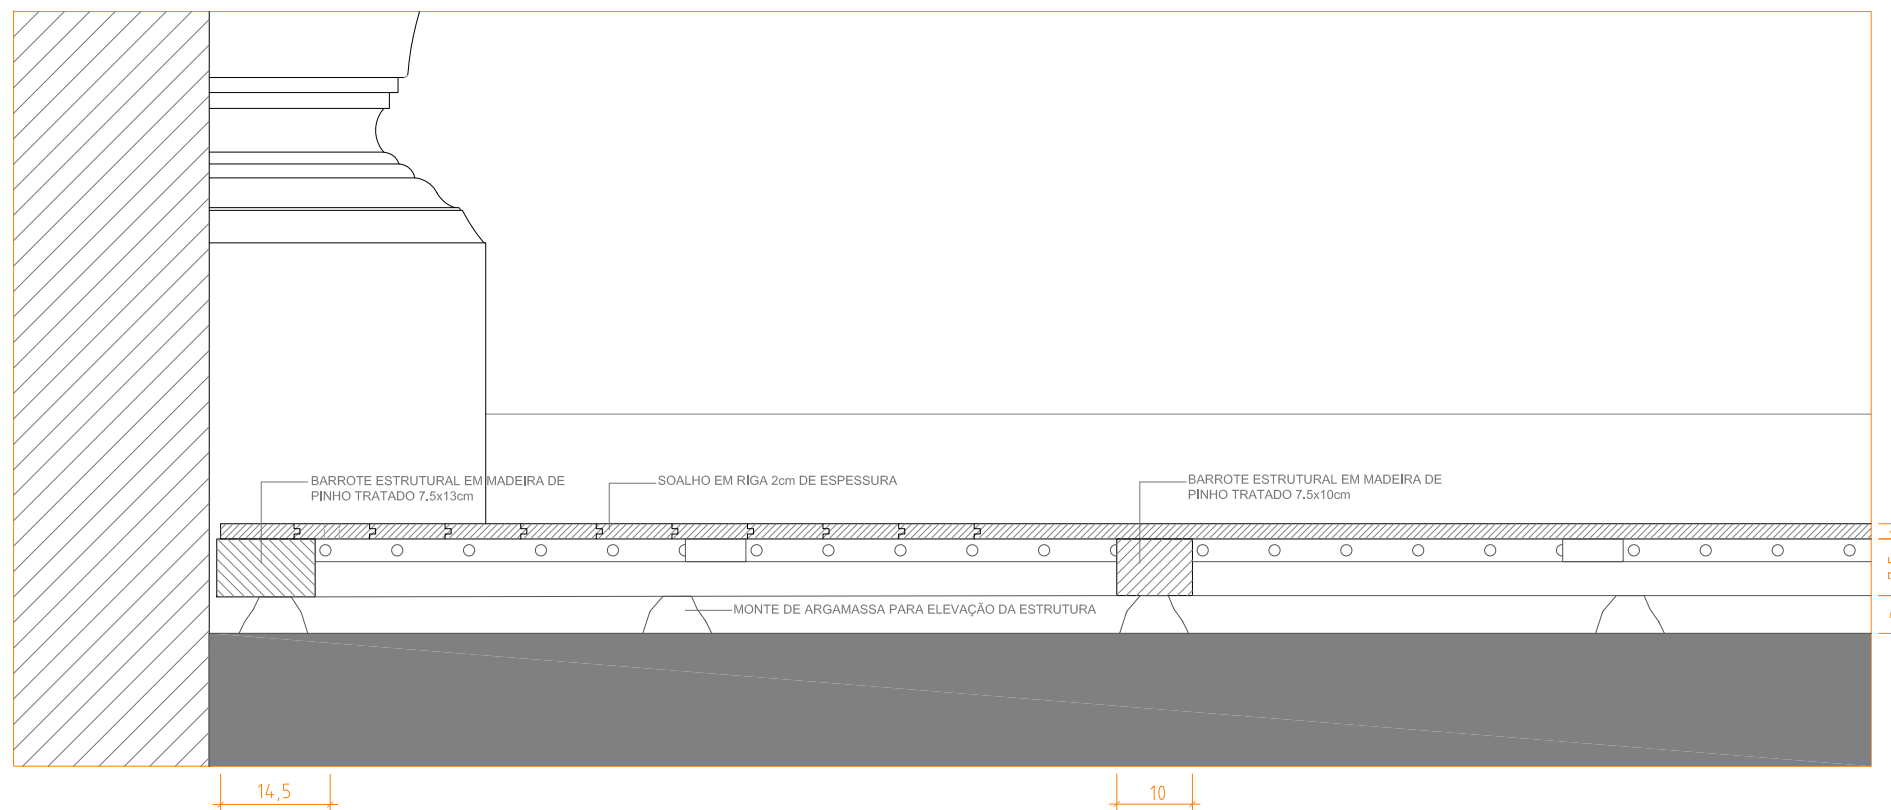 BARROTE ESTRUTURAL EM MADEIRA DE
PINHO TRATADO 7.5x13cm
SOALHO EM RIGA 2cm DE ESPESSURA
BARROTE ESTRUTURAL EM MADEIRA DE
PINHO TRATADO 7.5x10cm
MONTE DE ARGAMASSA PARA ELEVAÇÃO DA ESTRUTURA
14,5
10